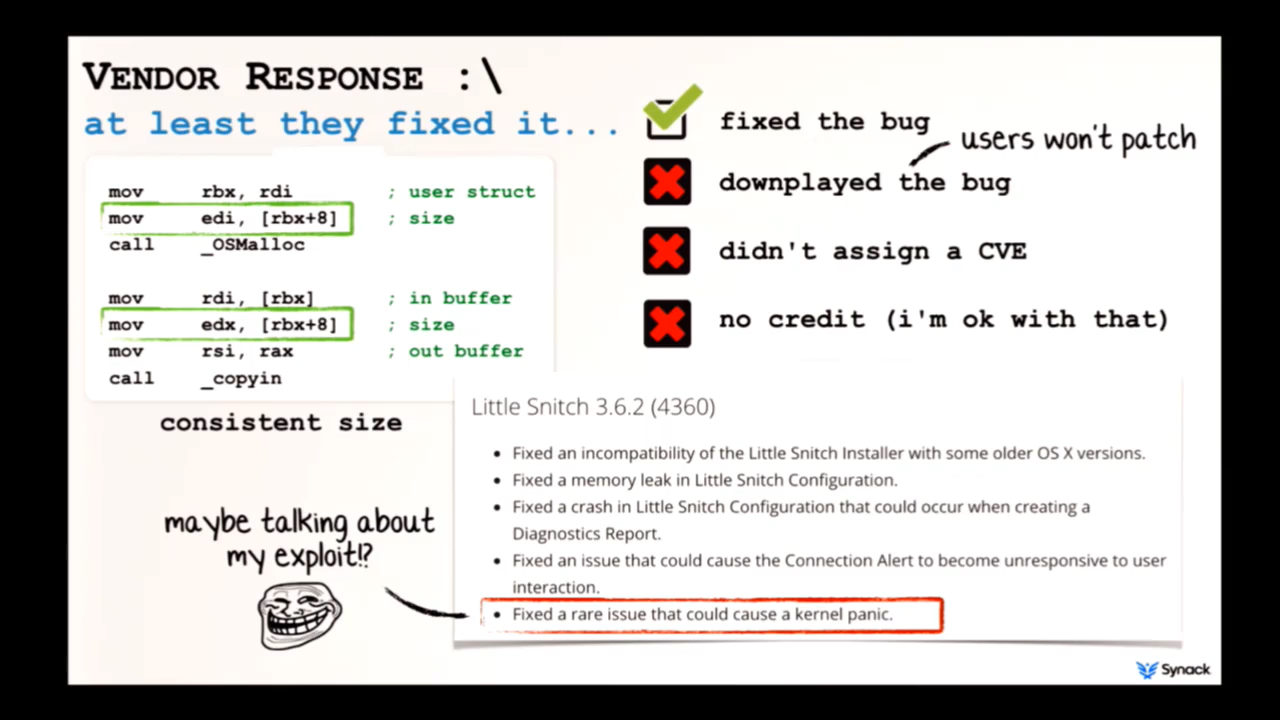 VENDOR RESPONSE :\
at least they fixed it...
mov rbx, rdi ; user struct
mov edi, [rbx+8] ; size
call _OSMalloc
mov rdi, [rbx] ; in buffer
mov edx, [rbx+8] ; size
mov rsi, rax ; out buffer
call _copyin
consistent size
fixed the bug
users won't patch
downplayed the bug
didn't assign a CVE
no credit (i'm ok with that)
Little Snitch 3.6.2 (4360)
• Fixed an incompatibility of the Little Snitch Installer with some older OS X versions.
• Fixed a memory leak in Little Snitch Configuration.
• Fixed a crash in Little Snitch Configuration that could occur when creating a
Diagnostics Report.
• Fixed an issue that could cause the Connection Alert to become unresponsive to user
interaction.
• Fixed a rare issue that could cause a kernel panic.
maybe talking about
my exploit!?
Synack